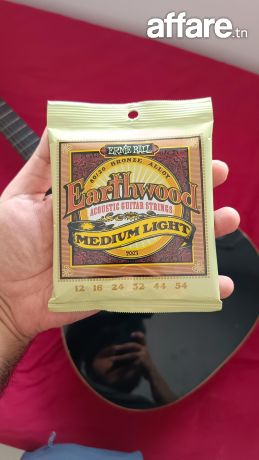 affare.tn
ERNIE BALL
80/20 BRONZE ALLOY
Earthwood
ACOUSTIC GUITAR STRINGS
MEDIUM LIGHT
12 16 24 32 44 54